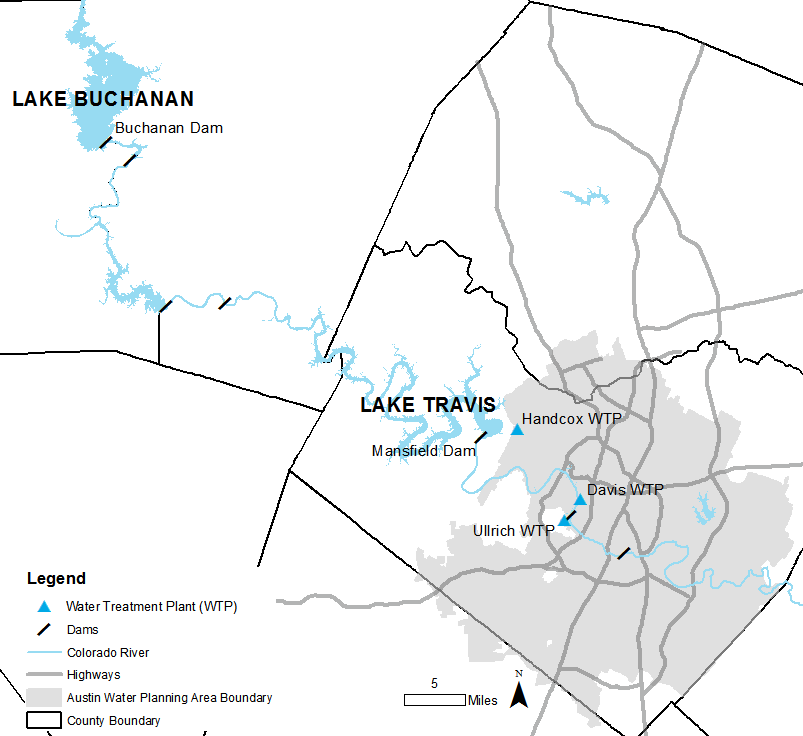 LAKE BUCHANAN
Buchanan Dam
LAKE TRAVIS
Handcox WTP
Mansfield Dam
Davis WTP
Ullrich WTP
Legend
Water Treatment Plant (WTP)
Dams
Colorado River
Highways
Austin Water Planning Area Boundary
County Boundary
5
Miles
N